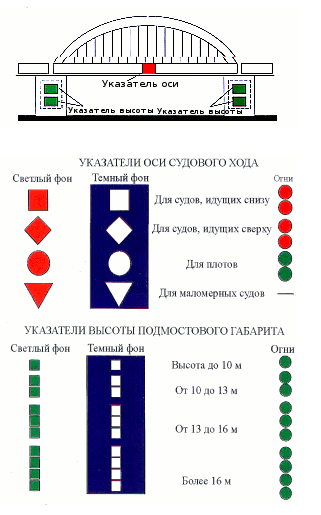 Указатель оси
Указатель высоты Указатель высоты
УКАЗАТЕЛИ ОСИ СУДОВОГО ХОДА
Светлый фон Темный фон Огни
Для судов, идущих снизу
Для судов, идущих сверху
Для плотов
Для маломерных судов
УКАЗАТЕЛИ ВЫСОТЫ ПОДМОСТОВОГО ГАБАРИТА
Светлый фон Темный фон Огни
Высота до 10 м
От 10 до 13 м
От 13 до 16 м
Более 16 м